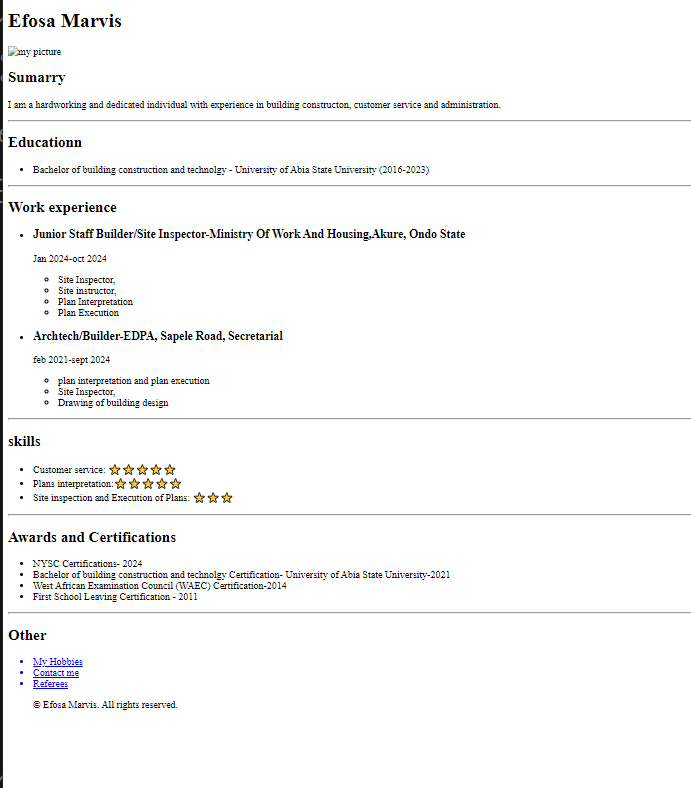 Efosa Marvis
my picture
Sumarry
I am a hardworking and dedicated individual with experience in building constructon, customer service and administration.
Educationn
Bachelor of building construction and technolgy - University of Abia State University (2016-2023)
Work experience
Junior Staff Builder/Site Inspector-Ministry Of Work And Housing,Akure, Ondo State
Jan 2024-oct 2024
Site Inspector,
Site instructor,
Plan Interpretation
Plan Execution
Archtech/Builder-EDPA, Sapele Road, Secretarial
feb 2021-sept 2024
plan interpretation and plan execution
Site Inspector,
Drawing of building design
skills
Customer service: ⭐⭐⭐⭐⭐
Plans interpretation:⭐⭐⭐⭐⭐
Site inspection and Execution of Plans: ⭐⭐⭐
Awards and Certifications
NYSC Certifications- 2024
Bachelor of building construction and technolgy Certification- University of Abia State University-2021
West African Examination Council (WAEC) Certification-2014
First School Leaving Certification - 2011
Other
My Hobbies
Contact me
Referees
© Efosa Marvis. All rights reserved.